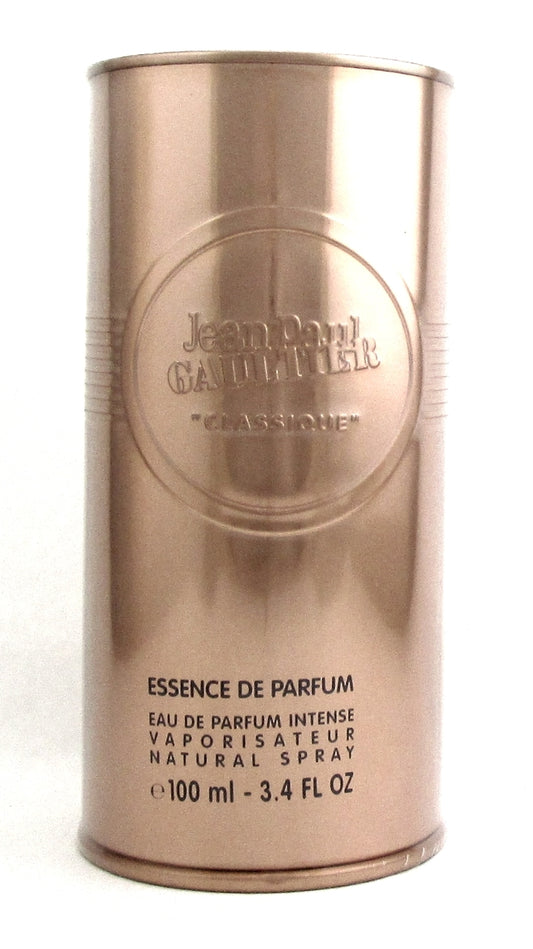 Jean Paul
GAULTIER
"CLASSIQUE"
ESSENCE DE PARFUM
EAU DE PARFUM INTENSE
VAPORISATEUR
NATURAL SPRAY
℮100 ml - 3.4 FL OZ